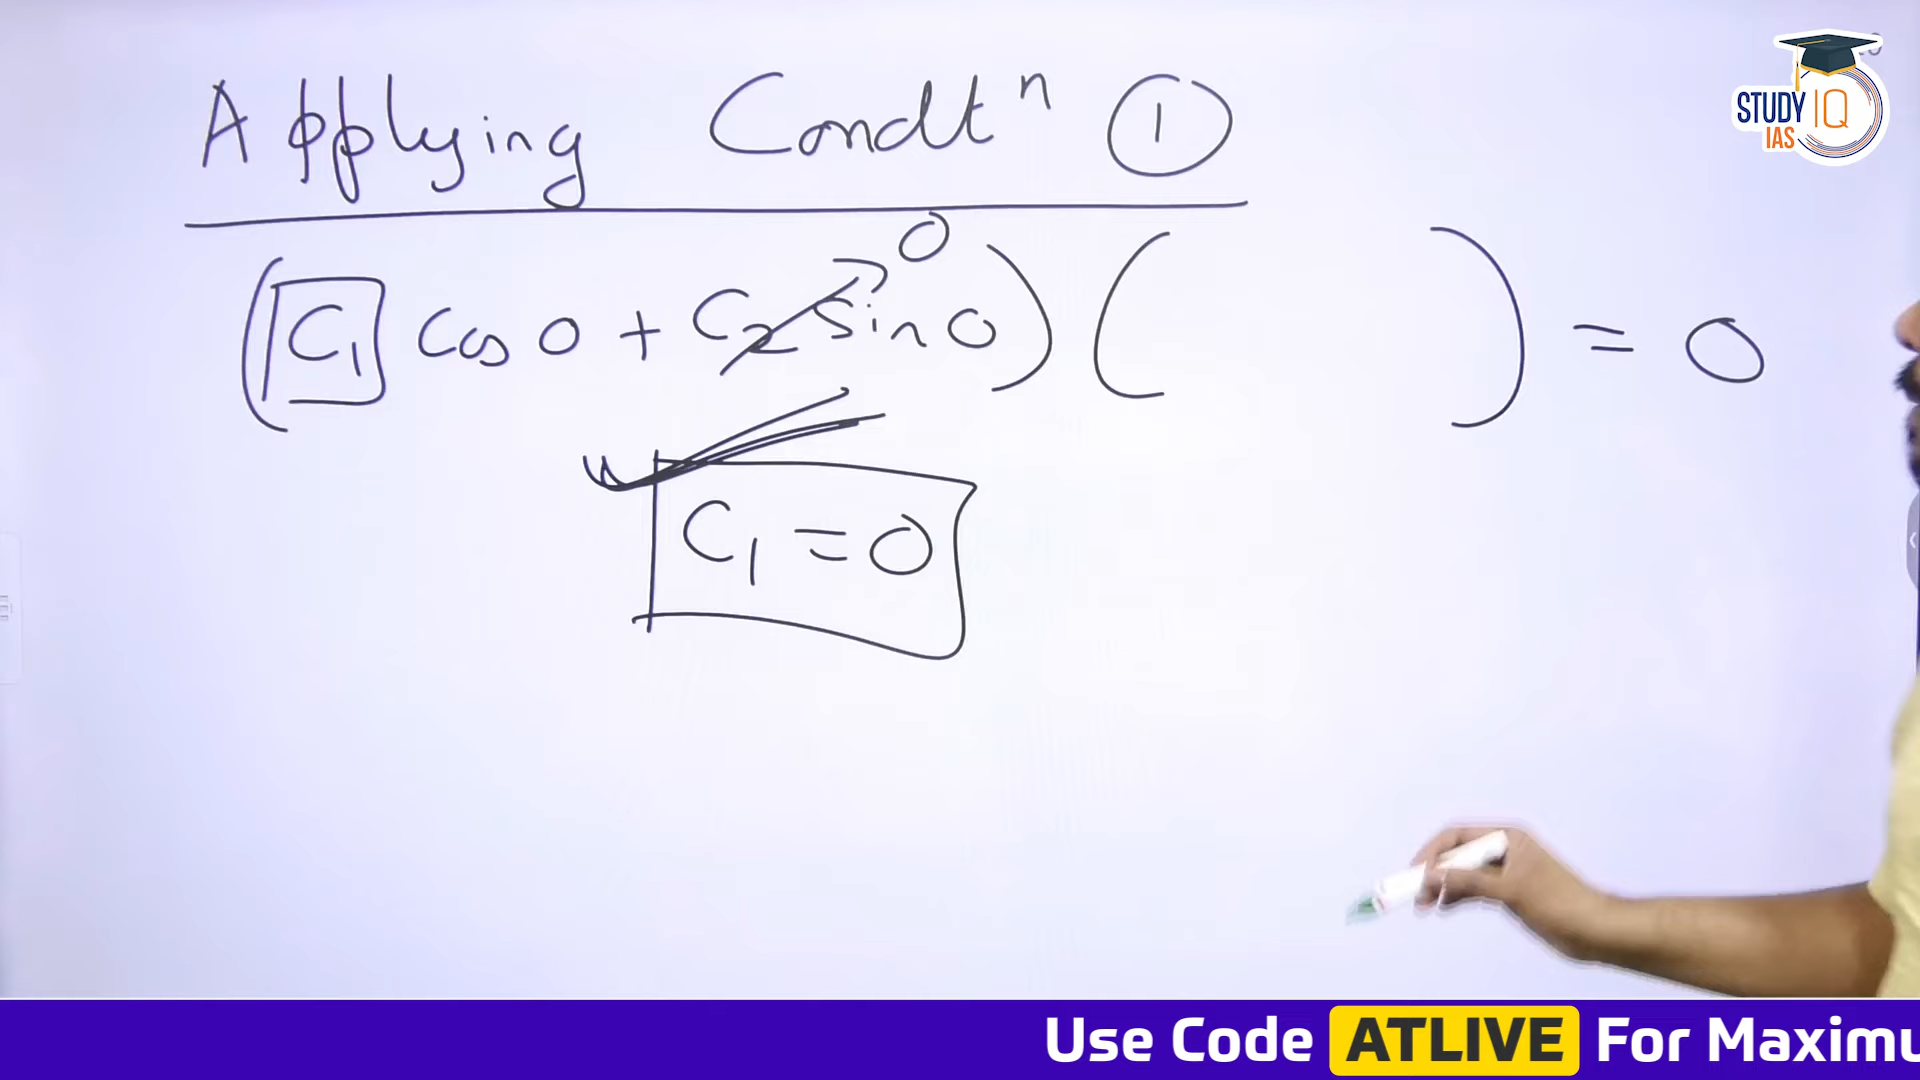 Applying Condtⁿ ①
STUDY IQ
IAS
0
(C₁ Cos 0 + C₂ Sin 0) ( ) = 0
C₁ = 0
Use Code ATLIVE For Maximu